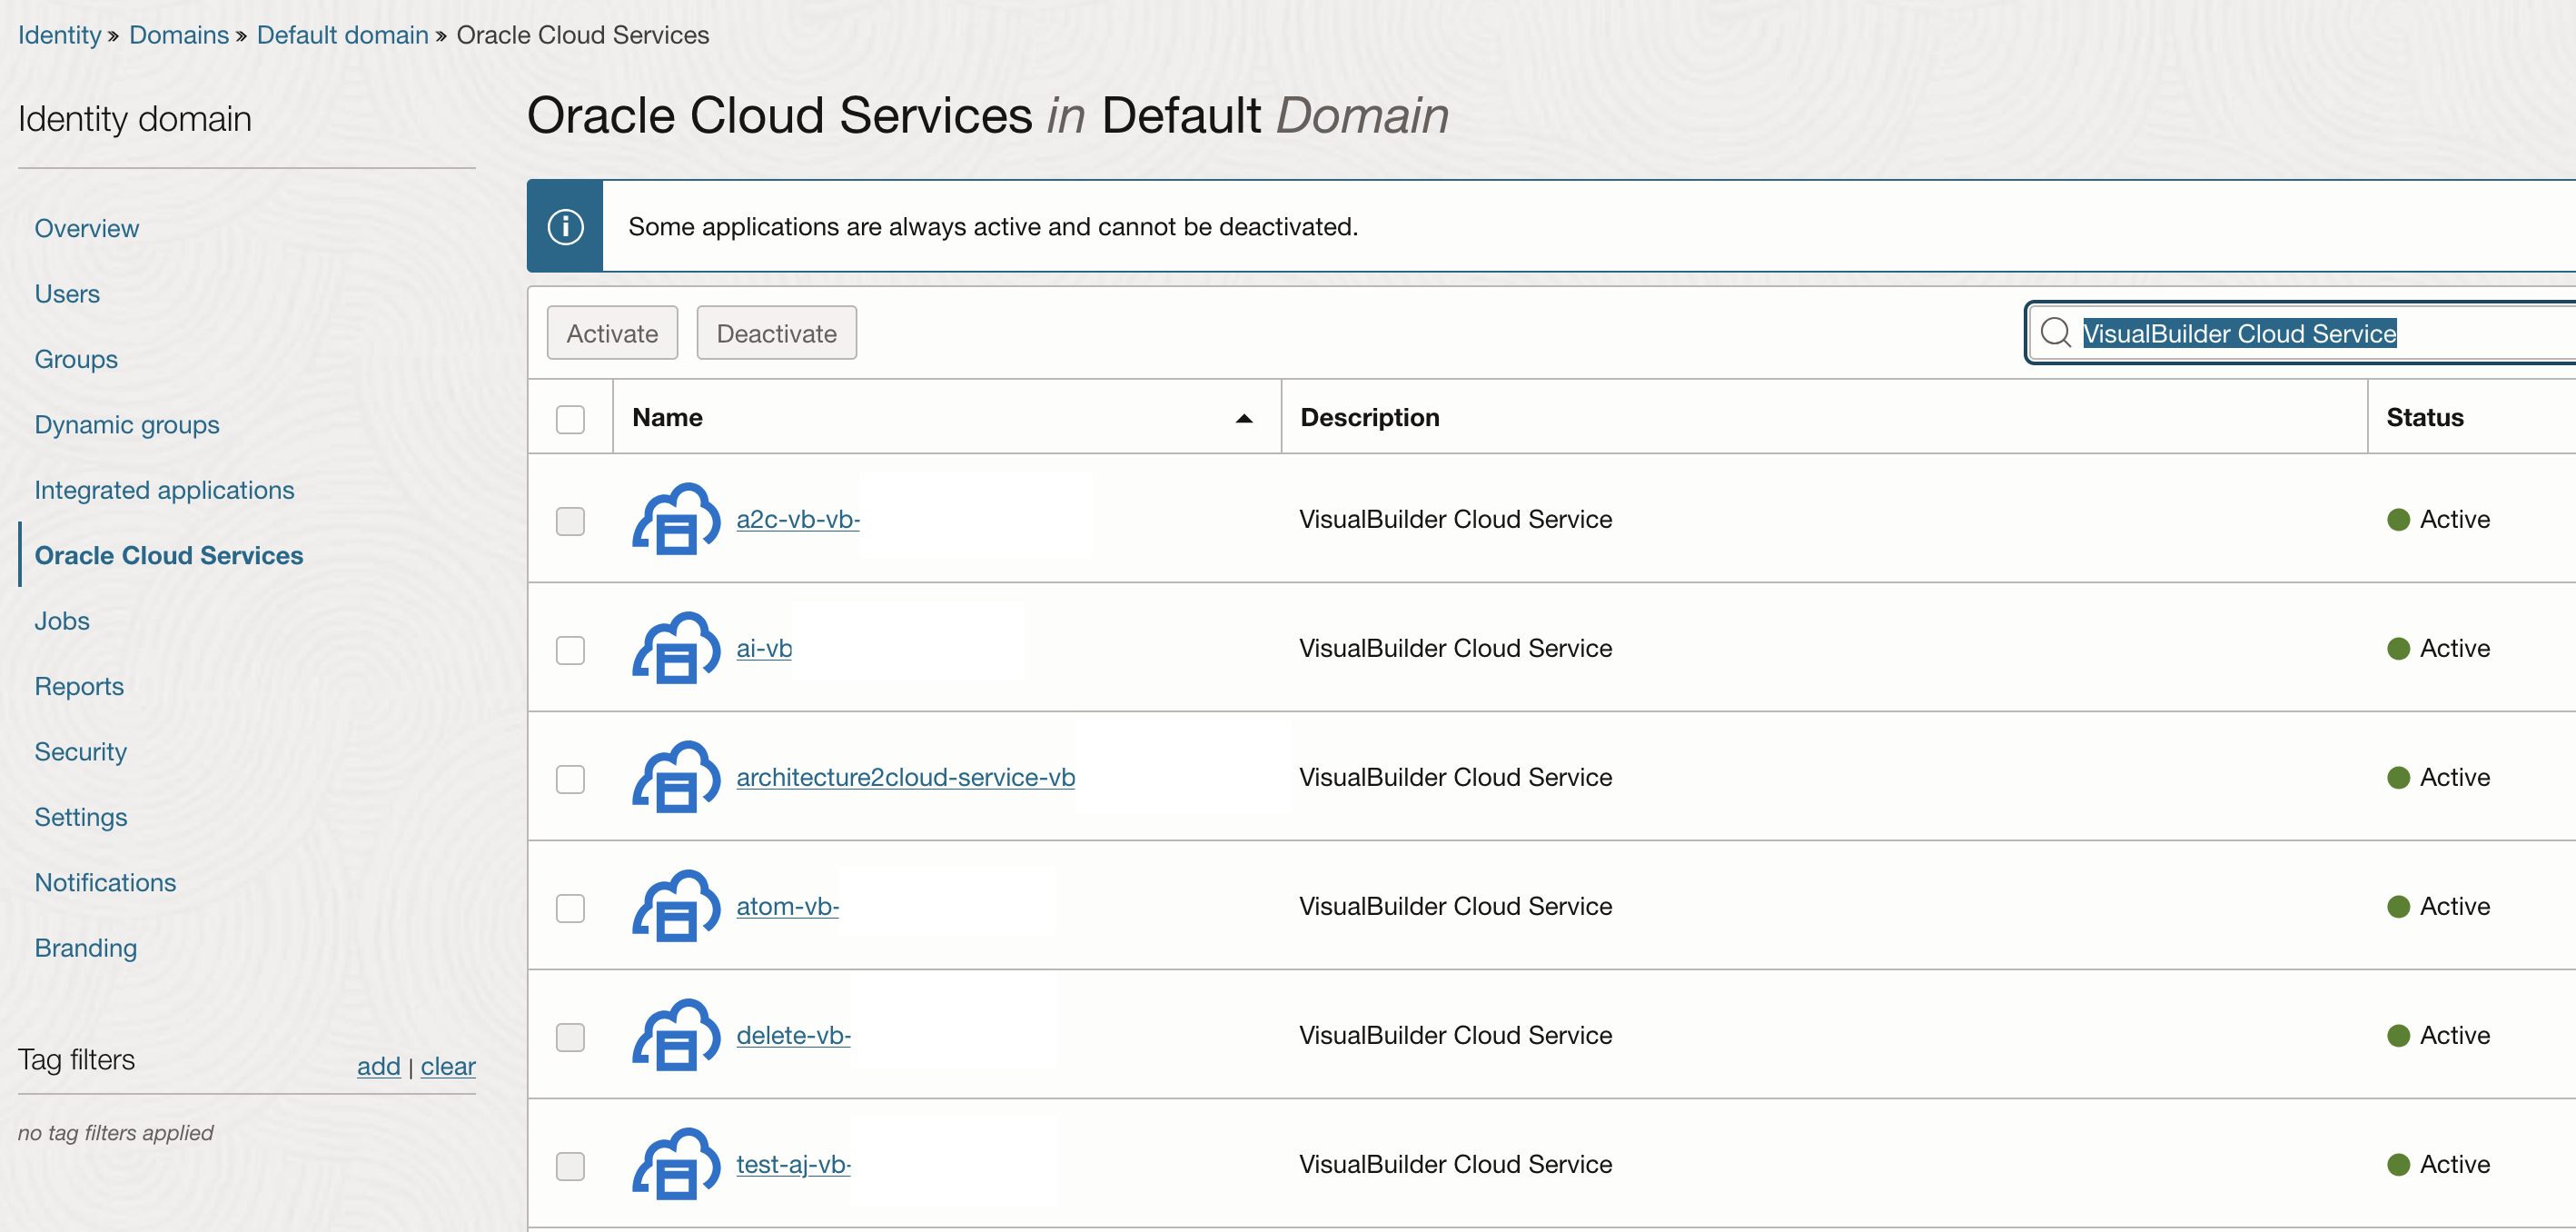 Identity » Domains » Default domain » Oracle Cloud Services
Identity domain
Overview
Users
Groups
Dynamic groups
Integrated applications
Oracle Cloud Services
Jobs
Reports
Security
Settings
Notifications
Branding
Tag filters
add | clear
no tag filters applied
Oracle Cloud Services in Default Domain
Some applications are always active and cannot be deactivated.
Activate Deactivate VisualBuilder Cloud Service
Name Description Status
a2c-vb-vb- VisualBuilder Cloud Service Active
ai-vb VisualBuilder Cloud Service Active
architecture2cloud-service-vb VisualBuilder Cloud Service Active
atom-vb- VisualBuilder Cloud Service Active
delete-vb- VisualBuilder Cloud Service Active
test-aj-vb- VisualBuilder Cloud Service Active